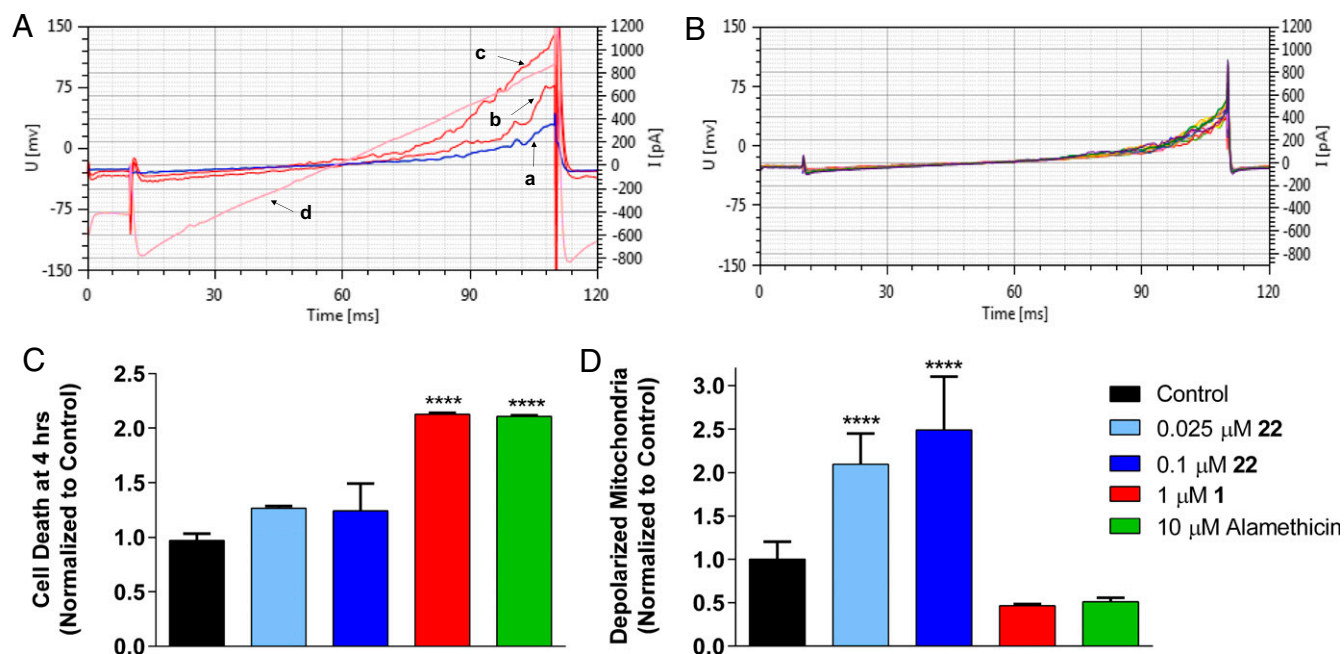 A
B
150
75
0
-75
-150
U [mv]
1200
1000
800
600
400
200
0
-200
-400
-600
-800
I [pA]
c
b
a
d
0
30
60
90
120
Time [ms]
150
75
0
-75
-150
U [mv]
1200
1000
800
600
400
200
0
-200
-400
-600
-800
I [pA]
0
30
60
90
120
Time [ms]
C
Cell Death at 4 hrs
(Normalized to Control)
2.5
2.0
1.5
1.0
0.5
0.0
****
****
D
Depolarized Mitochondria
(Normalized to Control)
3.0
2.5
2.0
1.5
1.0
0.5
0.0
****
****
Control
0.025 μM 22
0.1 μM 22
1 μM 1
10 μM Alamethicin